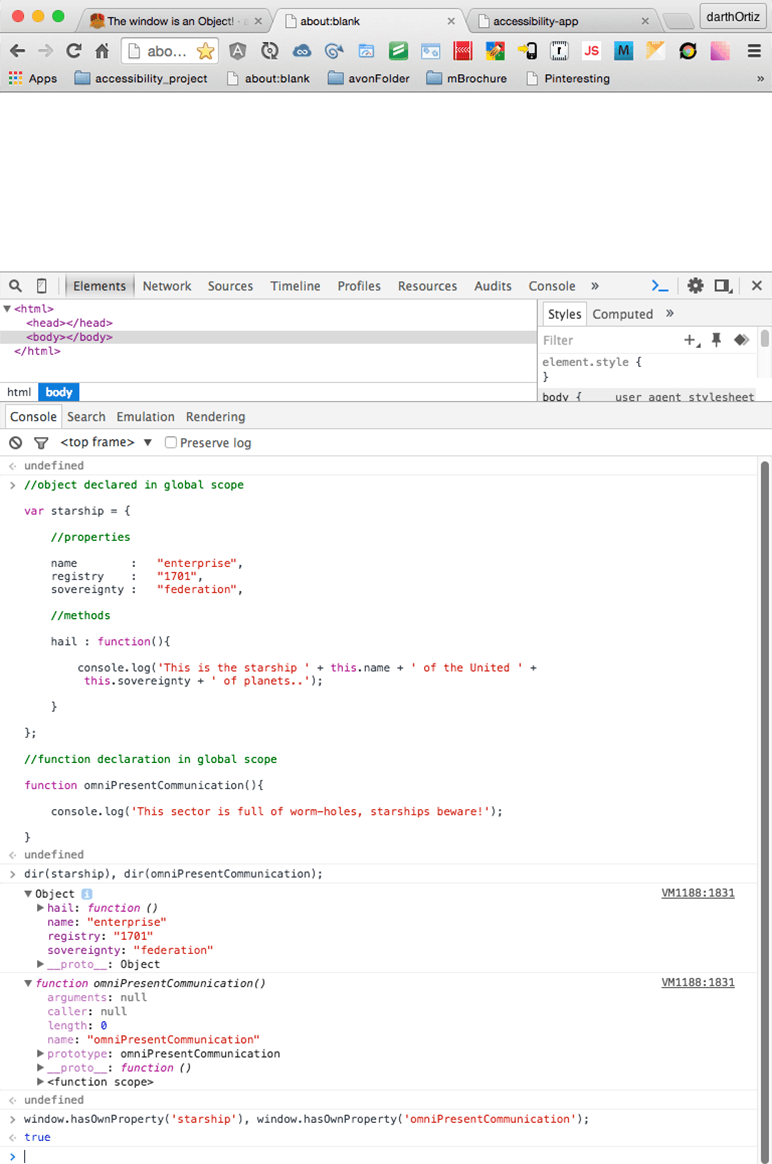 The window is an Object! ·
about:blank
accessibility-app
darthOrtiz
abo...
JS
M
Apps
accessibility_project
about:blank
avonFolder
mBrochure
Pinteresting
»
Elements Network Sources Timeline Profiles Resources Audits Console »
<html>
<head></head>
<body></body>
</html>
html body
Styles Computed »
Filter
element.style {
}
body { user agent stylesheet
Console Search Emulation Rendering
<top frame> Preserve log
undefined
//object declared in global scope
var starship = {
//properties
name : "enterprise",
registry : "1701",
sovereignty : "federation",
//methods
hail : function(){
console.log('This is the starship ' + this.name + ' of the United ' +
this.sovereignty + ' of planets..');
}
};
//function declaration in global scope
function omniPresentCommunication(){
console.log('This sector is full of worm-holes, starships beware!');
}
undefined
dir(starship), dir(omniPresentCommunication);
Object i VM1188:1831
hail: function ()
name: "enterprise"
registry: "1701"
sovereignty: "federation"
__proto__: Object
function omniPresentCommunication() VM1188:1831
arguments: null
caller: null
length: 0
name: "omniPresentCommunication"
prototype: omniPresentCommunication
__proto__: function ()
<function scope>
undefined
window.hasOwnProperty('starship'), window.hasOwnProperty('omniPresentCommunication');
true